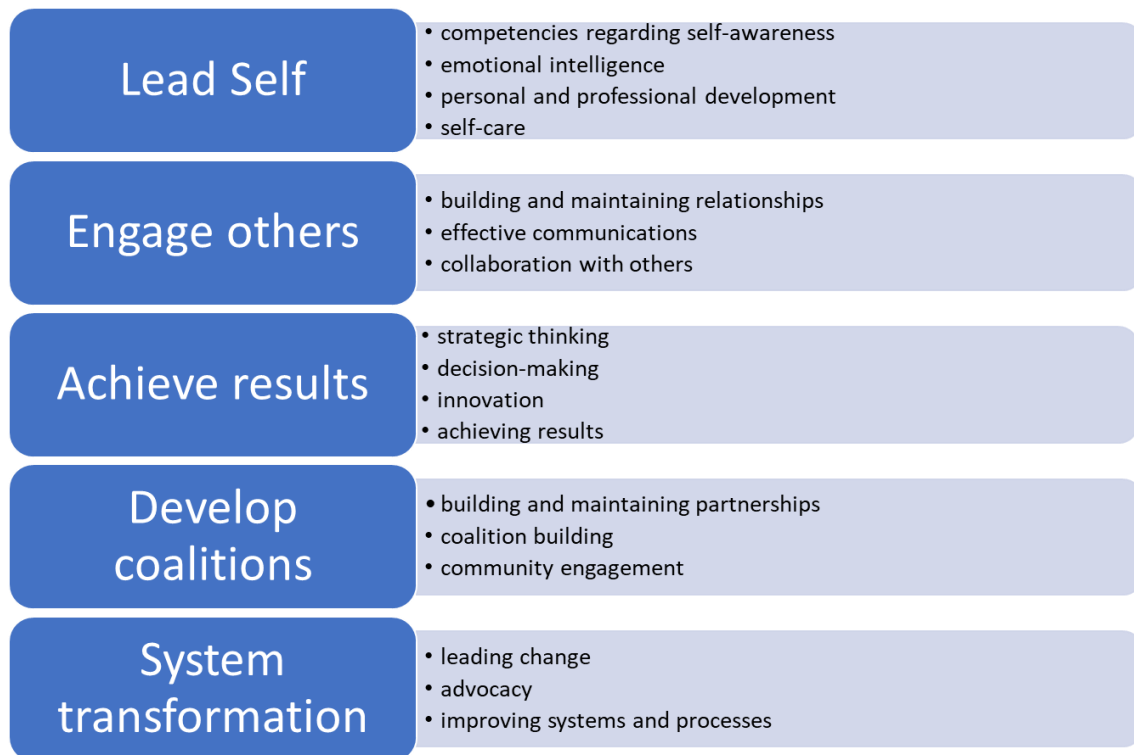 Lead Self
• competencies regarding self-awareness
• emotional intelligence
• personal and professional development
• self-care
Engage others
• building and maintaining relationships
• effective communications
• collaboration with others
Achieve results
• strategic thinking
• decision-making
• innovation
• achieving results
Develop
coalitions
• building and maintaining partnerships
• coalition building
• community engagement
System
transformation
• leading change
• advocacy
• improving systems and processes